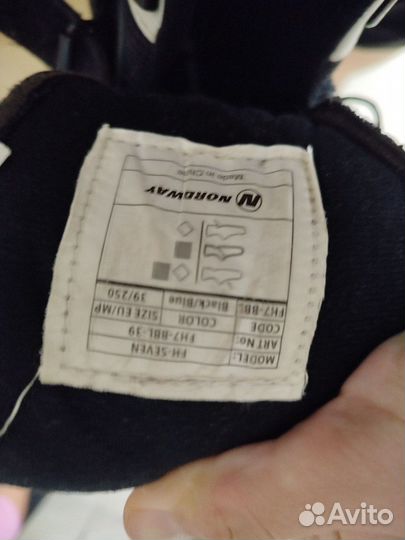 MODEL: FH-SEVEN
ART No: FH7-BBL-39
CODE COLOR SIZE EU/MP
FH7-BBL Black/Blue 39/250
NORDWAY
Made in China
Avito